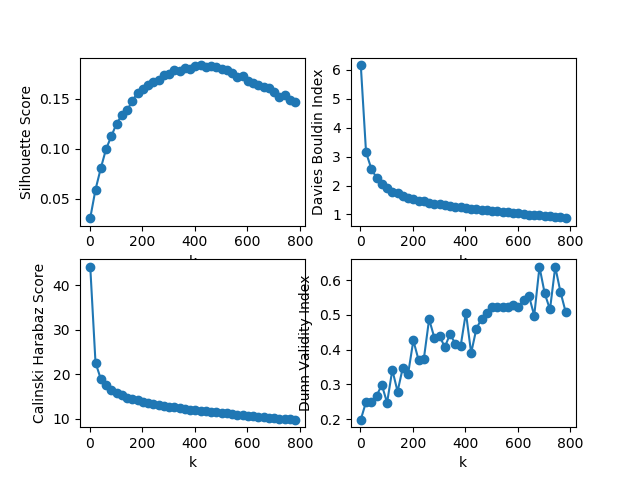 Silhouette Score
0.15
0.10
0.05
0 200 400 600 800
Davies Bouldin Index
6
5
4
3
2
1
0 200 400 600 800
Calinski Harabaz Score
40
30
20
10
0 200 400 600 800
k
Dunn Validity Index
0.6
0.5
0.4
0.3
0.2
0 200 400 600 800
k